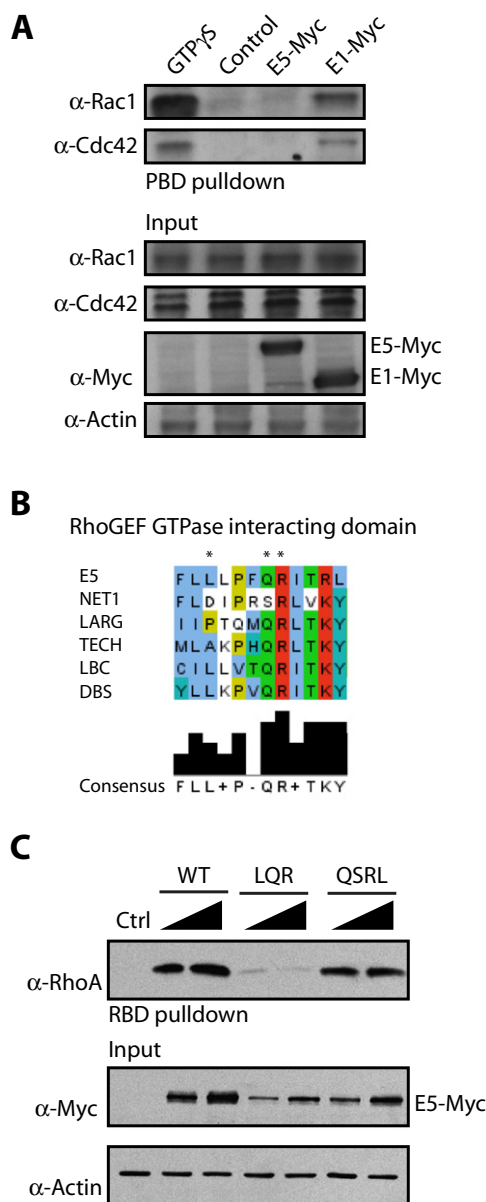 A
GTPγS Control E5-Myc E1-Myc
α-Rac1
α-Cdc42
PBD pulldown
Input
α-Rac1
α-Cdc42
E5-Myc
α-Myc E1-Myc
α-Actin
B
RhoGEF GTPase interacting domain
* * *
E5 F L L L P F Q R I T R L
NET1 F L D I P R S R L V K Y
LARG I I P T Q M Q R L T K Y
TECH M L A K P H Q R L T K Y
LBC C I L L V T Q R I T K Y
DBS Y L L K P V Q R I T K Y
Consensus F L L + P - Q R + T K Y
C
WT LQR QSRL
Ctrl
α-RhoA
RBD pulldown
Input
α-Myc E5-Myc
α-Actin